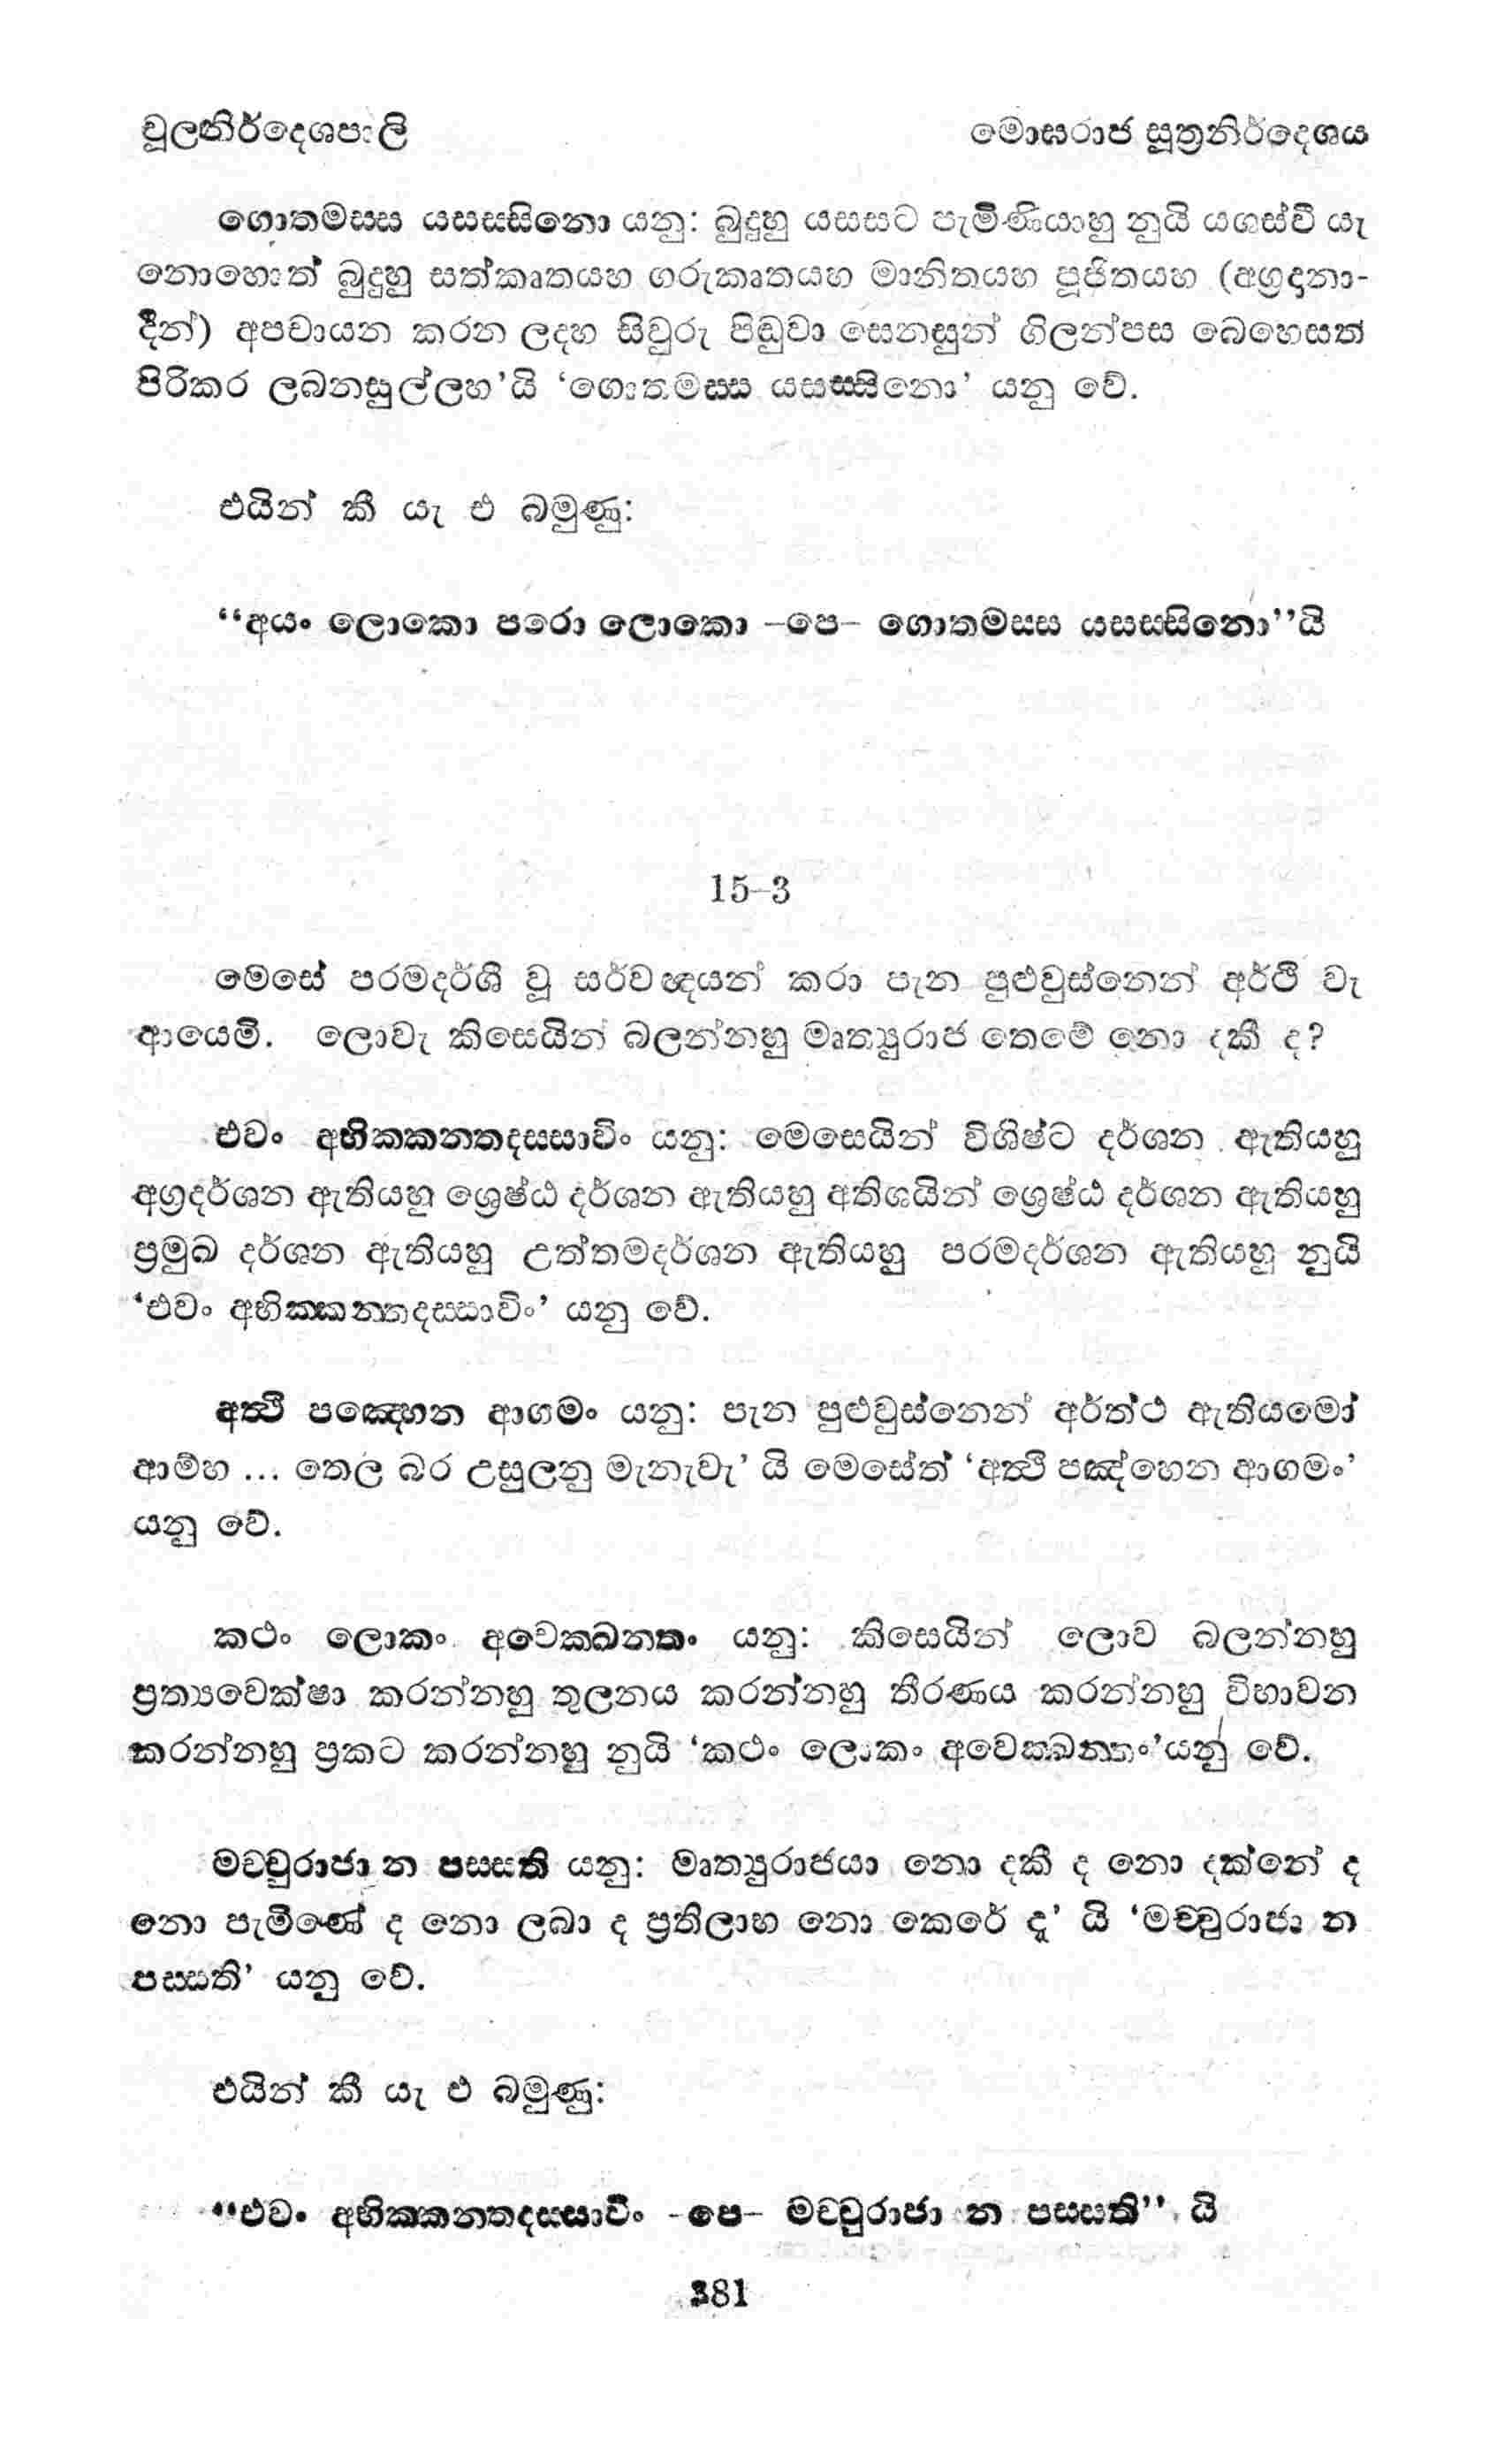 චූලනිර්දෙශපාලි
මොඝරාජ සූත්‍රනිර්දෙශය
ගොතමස්ස යසස්සිනො යනු: බුදුහු යසසට පැමිණියාහු නුයි යශස්වී යැ
නොහොත් බුදුහු සත්කෘතයහ ගරුකෘතයහ මානිතයහ පූජිතයහ (අග්‍රදානා-
දීන්) අපචායන කරන ලදහ සිවුරු පිඬුවා සෙනසුන් ගිලන්පස බෙහෙසත්
පිරිකර ලබනසුල්ලහ'යි ‘ගොතමස්ස යසස්සිනො’ යනු වේ.
එයින් කී යැ එ බමුණු:
“අයං ලොකො පරො ලොකො –පෙ– ගොතමස්ස යසස්සිනො”යි
15–3
මෙසේ පරමදර්ශී වූ සර්වඥයන් කරා පැන පුළුවුස්නෙන් අර්ථි වැ
ආයෙමි. ලොවැ කිසෙයින් බලන්නහු මෘත්‍යුරාජ තෙමේ නො දකී ද?
එවං අභික්කන්තදස්සාවිං යනු: මෙසෙයින් විශිෂ්ට දර්ශන ඇතියහු
අග්‍රදර්ශන ඇතියහු ශ්‍රෙෂ්ඨ දර්ශන ඇතියහු අතිශයින් ශ්‍රෙෂ්ඨ දර්ශන ඇතියහු
ප්‍රමුඛ දර්ශන ඇතියහු උත්තමදර්ශන ඇතියහු පරමදර්ශන ඇතියහු නුයි
‘එවං අභික්කන්තදස්සාවිං’ යනු වේ.
අත්ථි පඤ්හෙන ආගමං යනු: පැන පුළුවුස්නෙන් අර්ත්ථ ඇතියමෝ
ආම්හ ... තෙල බර උසුලනු මැනැවැ’ යි මෙසේත් ‘අත්ථි පඤ්හෙන ආගමං’
යනු වේ.
කථං ලොකං අවෙක්ඛන්තං යනු: කිසෙයින් ලොව බලන්නහු
ප්‍රත්‍යවෙක්ෂා කරන්නහු තුලනය කරන්නහු තීරණය කරන්නහු විභාවන
කරන්නහු ප්‍රකට කරන්නහු නුයි ‘කථං ලොකං අවෙක්ඛන්තං’යනු වේ.
මච්චුරාජා න පස්සති යනු: මෘත්‍යුරාජයා නො දකී ද නො දක්නේ ද
නො පැමිණේ ද නො ලබා ද ප්‍රතිලාභ නො කෙරේ දැ’ යි ‘මච්චුරාජා න
පස්සති’ යනු වේ.
එයින් කී යැ එ බමුණු:
“එවං අභික්කන්තදස්සාවිං -පෙ– මච්චුරාජා න පස්සති” යි
381